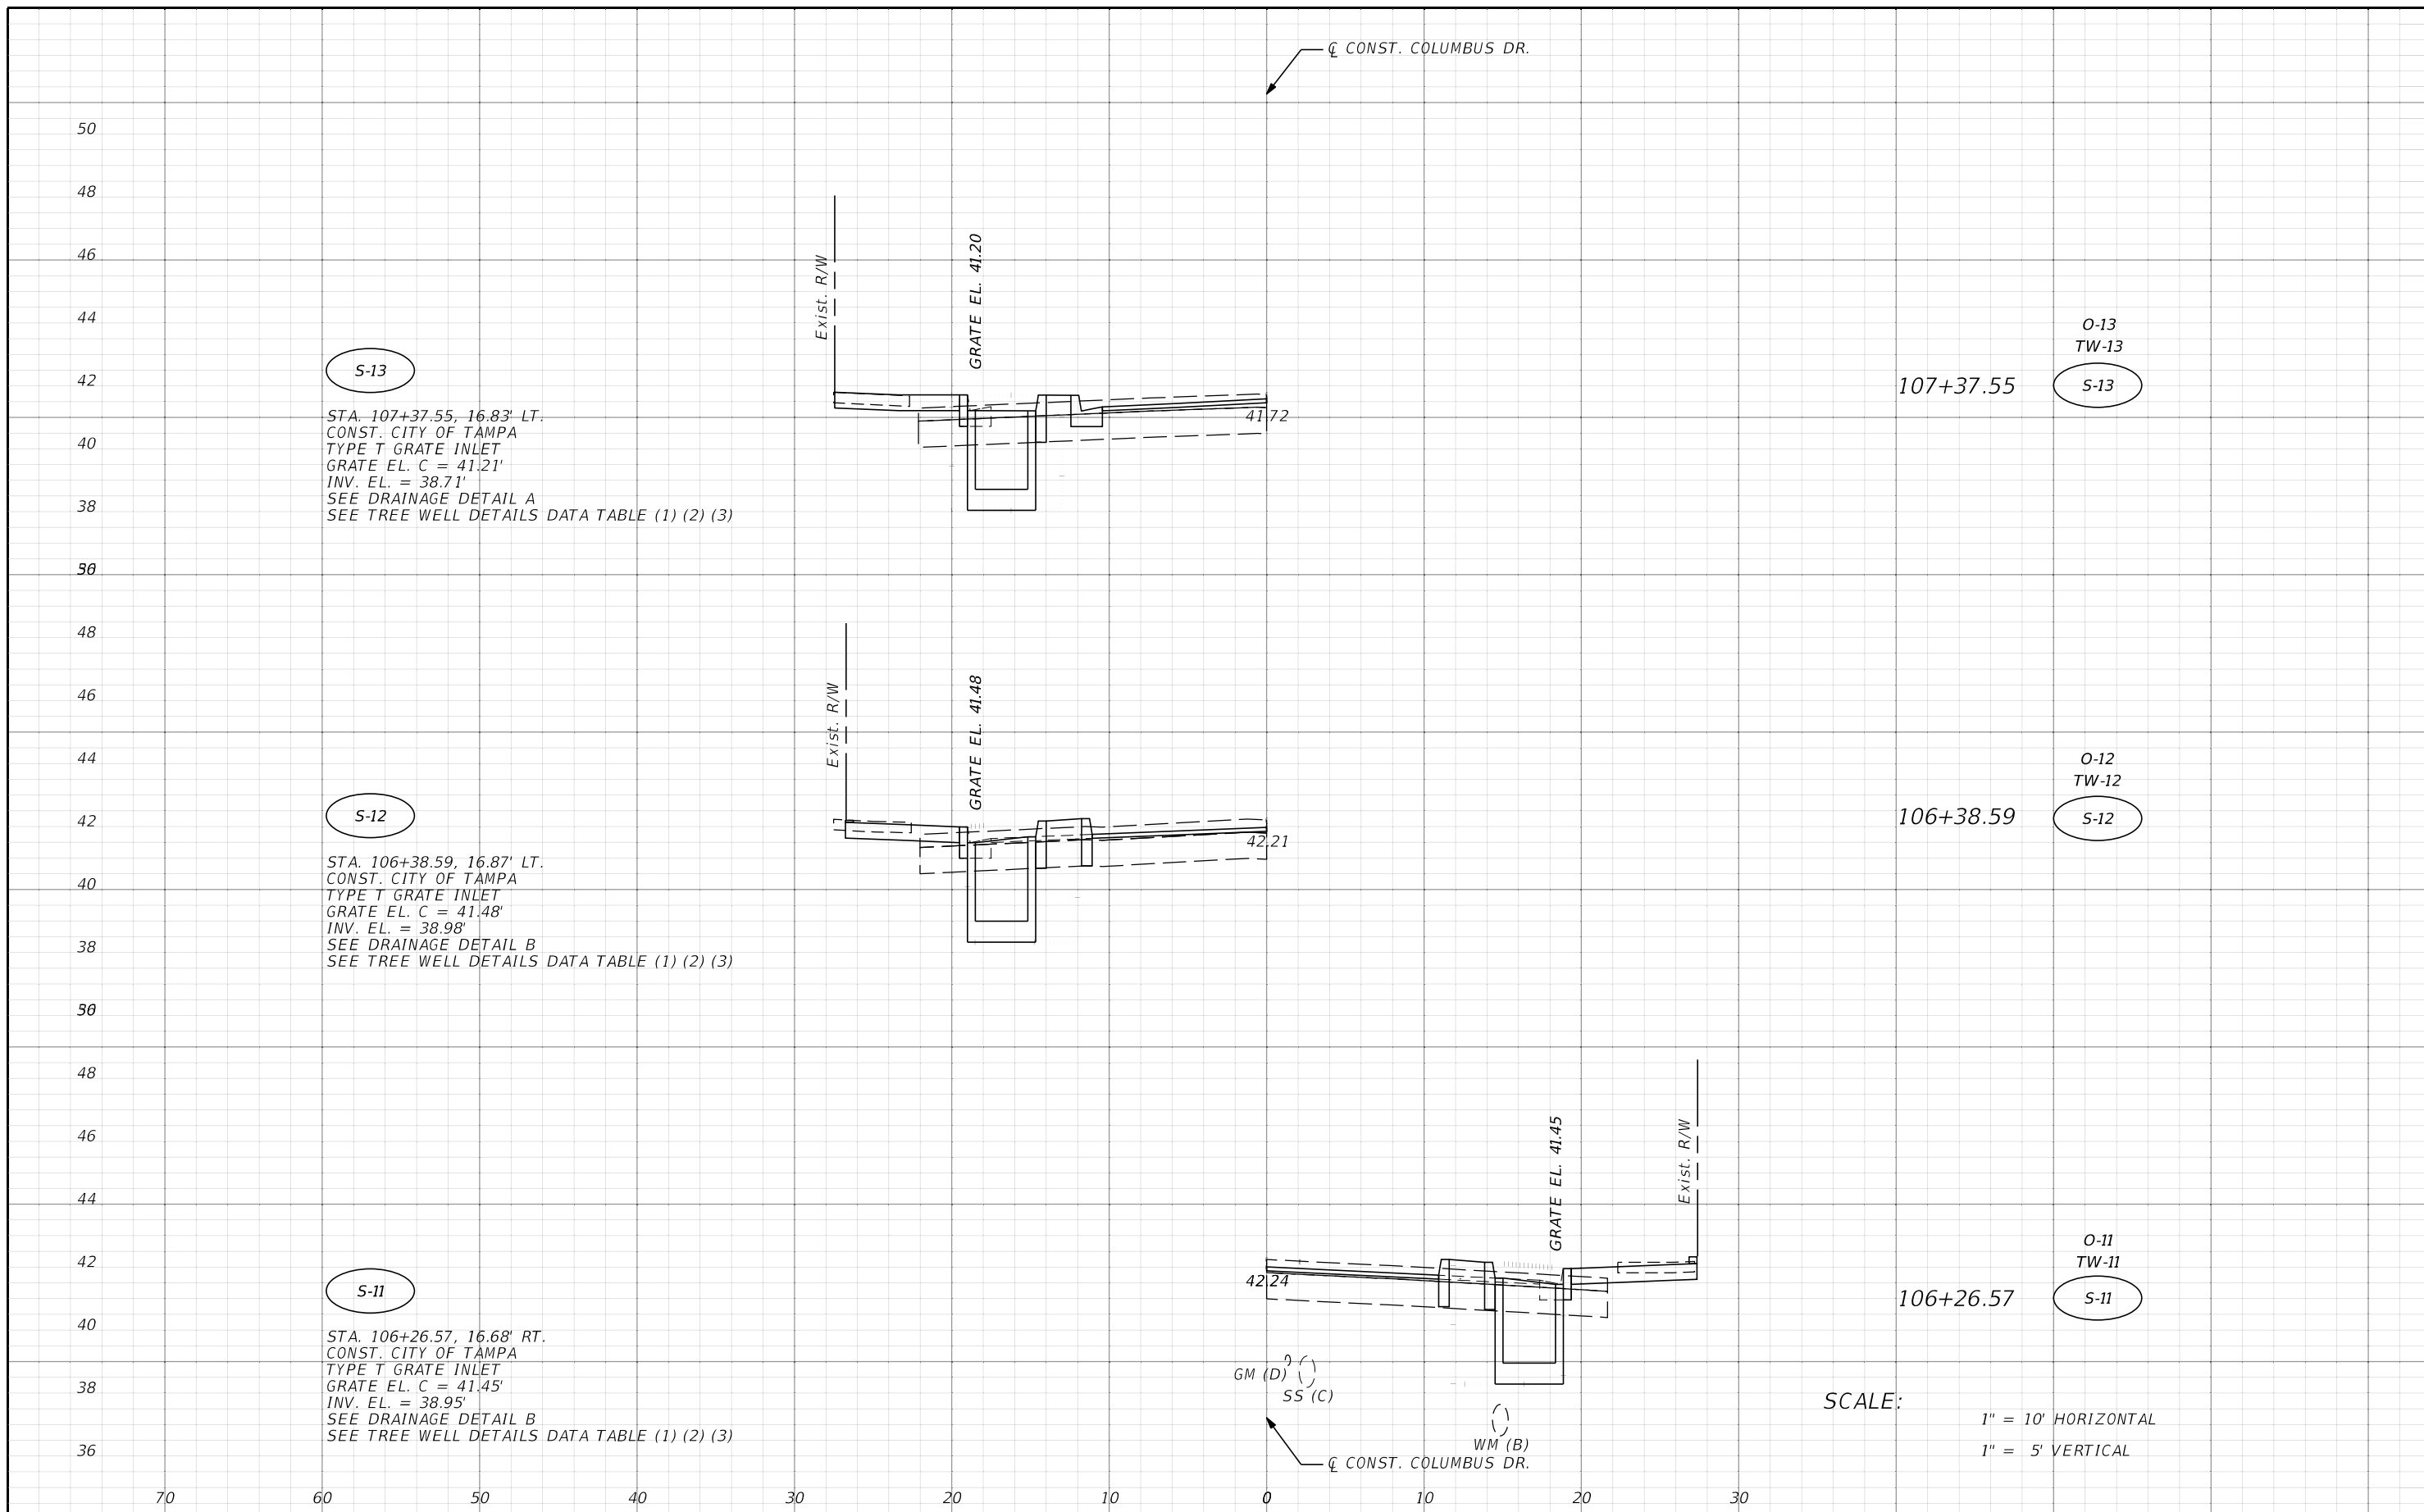 ℄ CONST. COLUMBUS DR.
50
48
46
44
42
40
38
36
50
Exist. R/W
GRATE EL. 41.20
S-13
STA. 107+37.55, 16.83' LT.
CONST. CITY OF TAMPA
TYPE T GRATE INLET
GRATE EL. C = 41.21'
INV. EL. = 38.71'
SEE DRAINAGE DETAIL A
SEE TREE WELL DETAILS DATA TABLE (1) (2) (3)
41.72
O-13
TW-13
107+37.55
S-13
48
46
44
42
40
38
36
50
Exist. R/W
GRATE EL. 41.48
S-12
STA. 106+38.59, 16.87' LT.
CONST. CITY OF TAMPA
TYPE T GRATE INLET
GRATE EL. C = 41.48'
INV. EL. = 38.98'
SEE DRAINAGE DETAIL B
SEE TREE WELL DETAILS DATA TABLE (1) (2) (3)
42.21
O-12
TW-12
106+38.59
S-12
48
46
44
42
40
38
36
GRATE EL. 41.45
Exist. R/W
S-11
STA. 106+26.57, 16.68' RT.
CONST. CITY OF TAMPA
TYPE T GRATE INLET
GRATE EL. C = 41.45'
INV. EL. = 38.95'
SEE DRAINAGE DETAIL B
SEE TREE WELL DETAILS DATA TABLE (1) (2) (3)
42.24
GM (D)
SS (C)
WM (B)
℄ CONST. COLUMBUS DR.
O-11
TW-11
106+26.57
S-11
SCALE:
1" = 10' HORIZONTAL
1" = 5' VERTICAL
70 60 50 40 30 20 10 0 10 20 30